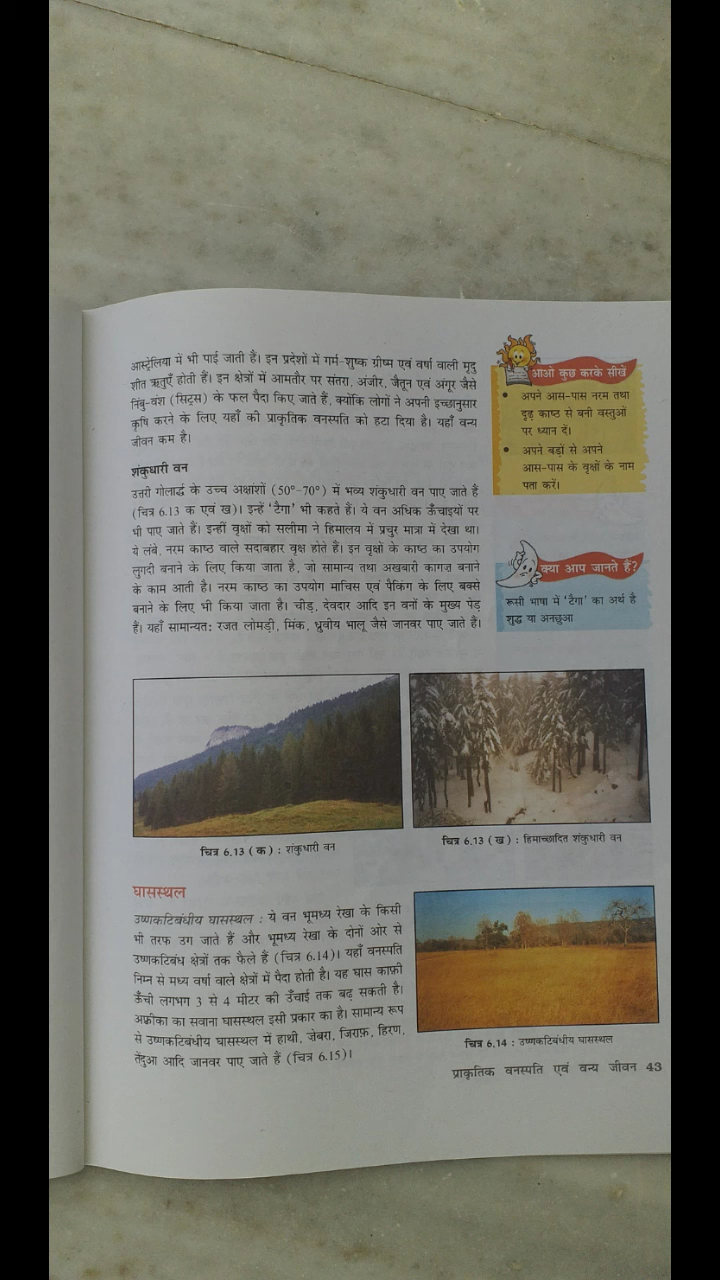 आस्ट्रेलिया में भी पाई जाती हैं। इन प्रदेशों में गर्म-शुष्क ग्रीष्म एवं वर्षा वाली मृदु
शीत ऋतुएँ होती हैं। इन क्षेत्रों में आमतौर पर संतरा, अंजीर, जैतून एवं अंगूर जैसे
निंबु-वंश (सिट्रस) के फल पैदा किए जाते हैं, क्योंकि लोगों ने अपनी इच्छानुसार
कृषि करने के लिए यहाँ की प्राकृतिक वनस्पति को हटा दिया है। यहाँ वन्य
जीवन कम है।
शंकुधारी वन
उत्तरी गोलार्द्ध के उच्च अक्षांशों (50°-70°) में भव्य शंकुधारी वन पाए जाते हैं
(चित्र 6.13 क एवं ख)। इन्हें 'टैगा' भी कहते हैं। ये वन अधिक ऊँचाइयों पर
भी पाए जाते हैं। इन्हीं वृक्षों को सलीमा ने हिमालय में प्रचुर मात्रा में देखा था।
ये लंबे, नरम काष्ठ वाले सदाबहार वृक्ष होते हैं। इन वृक्षों के काष्ठ का उपयोग
लुगदी बनाने के लिए किया जाता है, जो सामान्य तथा अखबारी कागज बनाने
के काम आती है। नरम काष्ठ का उपयोग माचिस एवं पैकिंग के लिए बक्से
बनाने के लिए भी किया जाता है। चीड़, देवदार आदि इन वनों के मुख्य पेड़
हैं। यहाँ सामान्यत: रजत लोमड़ी, मिंक, ध्रुवीय भालू जैसे जानवर पाए जाते हैं।
आओ कुछ करके सीखें
• अपने आस-पास नरम तथा
दृढ़ काष्ठ से बनी वस्तुओं
पर ध्यान दें।
• अपने बड़ों से अपने
आस-पास के वृक्षों के नाम
पता करें।
क्या आप जानते हैं?
रूसी भाषा में 'टैगा' का अर्थ है
शुद्ध या अनछुआ
चित्र 6.13 (क) : शंकुधारी वन
चित्र 6.13 (ख) : हिमाच्छादित शंकुधारी वन
घासस्थल
उष्णकटिबंधीय घासस्थल : ये वन भूमध्य रेखा के किसी
भी तरफ उग जाते हैं और भूमध्य रेखा के दोनों ओर से
उष्णकटिबंध क्षेत्रों तक फैले हैं (चित्र 6.14)। यहाँ वनस्पति
निम्न से मध्य वर्षा वाले क्षेत्रों में पैदा होती है। यह घास काफ़ी
ऊँची लगभग 3 से 4 मीटर की उँचाई तक बढ़ सकती है।
अफ्रीका का सवाना घासस्थल इसी प्रकार का है। सामान्य रूप
से उष्णकटिबंधीय घासस्थल में हाथी, ज़ेबरा, जिराफ़, हिरण,
तेंदुआ आदि जानवर पाए जाते हैं (चित्र 6.15)।
चित्र 6.14 : उष्णकटिबंधीय घासस्थल
प्राकृतिक वनस्पति एवं वन्य जीवन 43